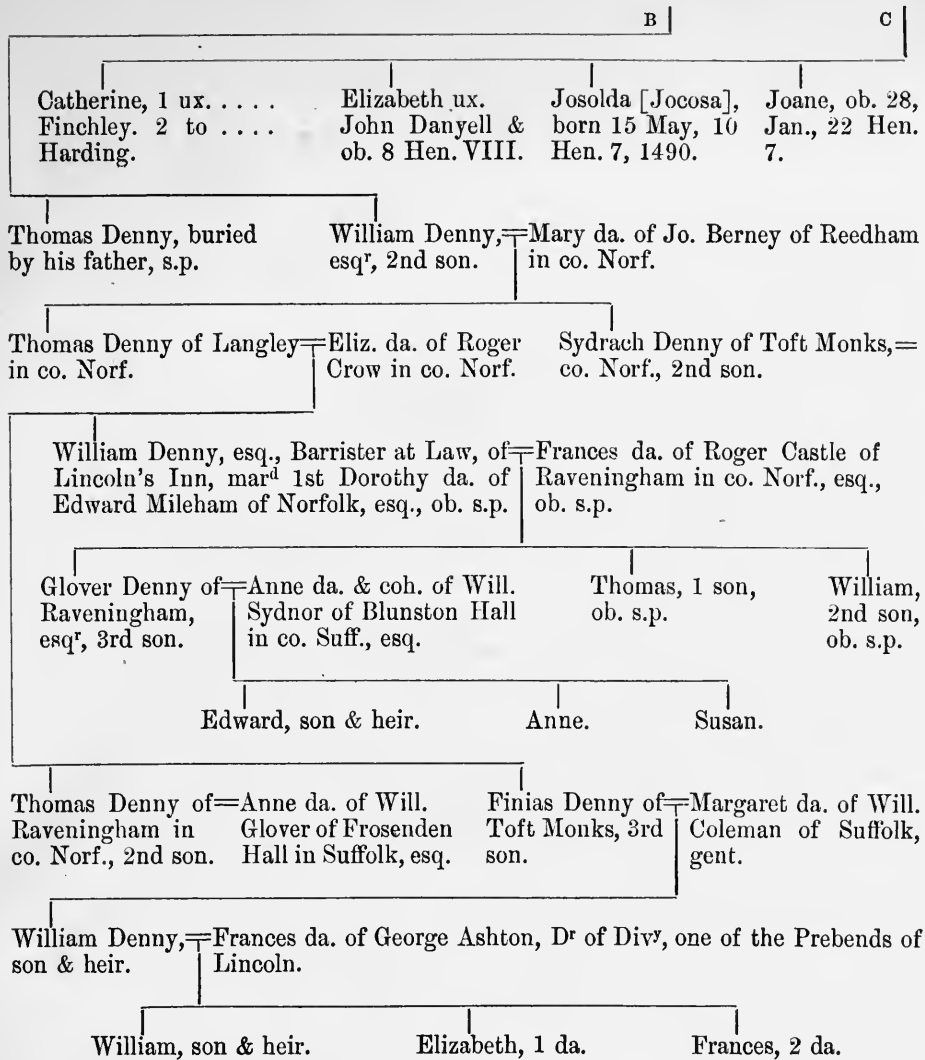 B C
Catherine, 1 ux. . . . .
Finchley. 2 to . . . .
Harding.
Elizabeth ux.
John Danyell &
ob. 8 Hen. VIII.
Josolda [Jocosa],
born 15 May, 10
Hen. 7, 1490.
Joane, ob. 28,
Jan., 22 Hen.
7.
Thomas Denny, buried
by his father, s.p.
William Denny,
esqr, 2nd son.
Mary da. of Jo. Berney of Reedham
in co. Norf.
Thomas Denny of Langley
in co. Norf.
Eliz. da. of Roger
Crow in co. Norf.
Sydrach Denny of Toft Monks,=
co. Norf., 2nd son.
William Denny, esq., Barrister at Law, of
Lincoln's Inn, mard 1st Dorothy da. of
Edward Mileham of Norfolk, esq., ob. s.p.
Frances da. of Roger Castle of
Raveningham in co. Norf., esq.,
ob. s.p.
Glover Denny of
Raveningham,
esqr, 3rd son.
Anne da. & coh. of Will.
Sydnor of Blunston Hall
in co. Suff., esq.
Thomas, 1 son,
ob. s.p.
William,
2nd son,
ob. s.p.
Edward, son & heir.
Anne.
Susan.
Thomas Denny of=
Raveningham in
co. Norf., 2nd son.
Anne da. of Will.
Glover of Frosenden
Hall in Suffolk, esq.
Finias Denny of
Toft Monks, 3rd
son.
Margaret da. of Will.
Coleman of Suffolk,
gent.
William Denny,
son & heir.
Frances da. of George Ashton, Dr of Divy, one of the Prebends of
Lincoln.
William, son & heir.
Elizabeth, 1 da.
Frances, 2 da.